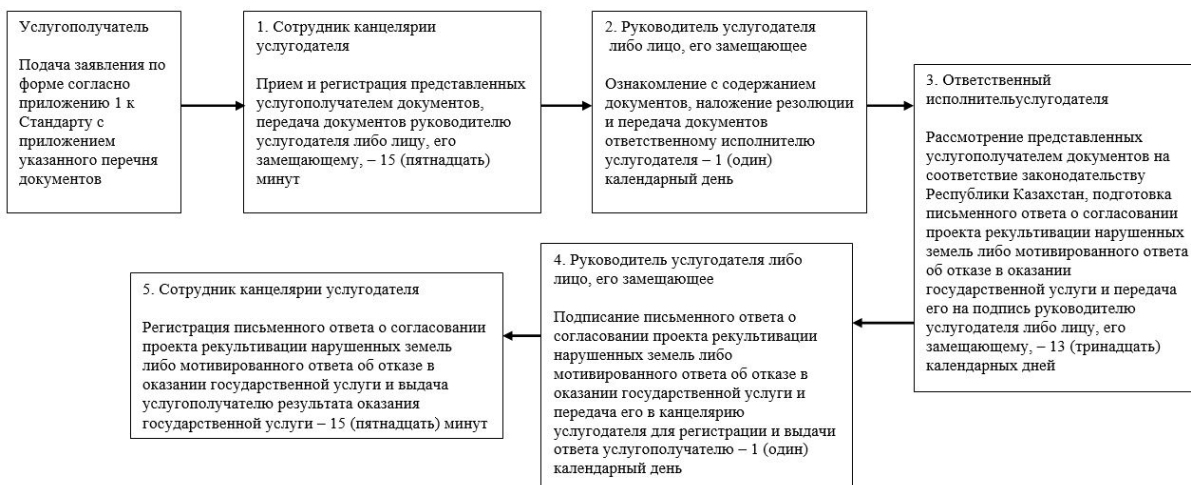 Услугополучатель
Подача заявления по
форме согласно
приложению 1 к
Стандарту с
приложением
указанного перечня
документов
1. Сотрудник канцелярии
услугодателя
Прием и регистрация представленных
услугополучателем документов,
передача документов руководителю
услугодателя либо лицу, его
замещающему, – 15 (пятнадцать)
минут
2. Руководитель услугодателя
либо лицо, его замещающее
Ознакомление с содержанием
документов, наложение резолюции
и передача документов
ответственному исполнителю
услугодателя – 1 (один)
календарный день
3. Ответственный
исполнительуслугодателя
Рассмотрение представленных
услугополучателем документов на
соответствие законодательству
Республики Казахстан, подготовка
письменного ответа о согласовании
проекта рекультивации нарушенных
земель либо мотивированного ответа
об отказе в оказании
государственной услуги и передача
его на подпись руководителю
услугодателя либо лицу, его
замещающему, – 13 (тринадцать)
календарных дней
4. Руководитель услугодателя либо
лицо, его замещающее
Подписание письменного ответа о
согласовании проекта рекультивации
нарушенных земель либо
мотивированного ответа об отказе в
оказании государственной услуги и
передача его в канцелярию
услугодателя для регистрации и выдачи
ответа услугополучателю – 1 (один)
календарный день
5. Сотрудник канцелярии услугодателя
Регистрация письменного ответа о согласовании
проекта рекультивации нарушенных земель
либо мотивированного ответа об отказе в
оказании государственной услуги и выдача
услугополучателю результата оказания
государственной услуги – 15 (пятнадцать) минут